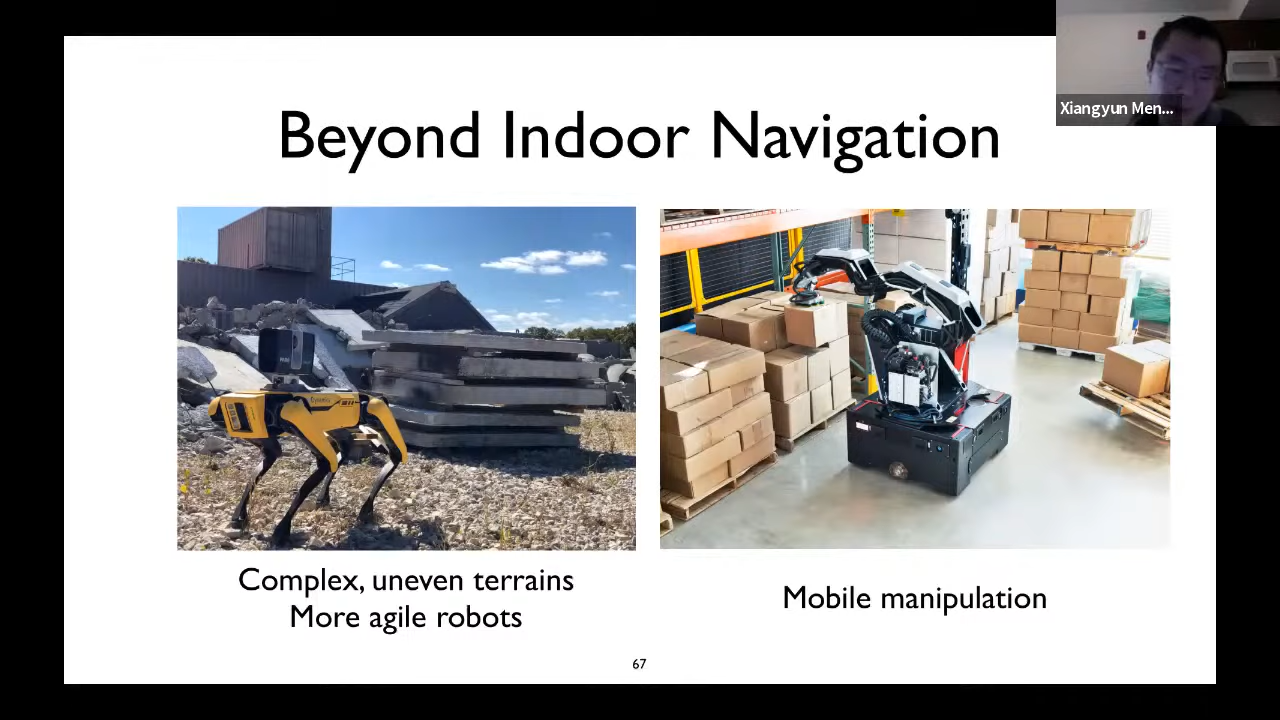 Beyond Indoor Navigation
Xiangyun Men...
Complex, uneven terrains
More agile robots
Mobile manipulation
67